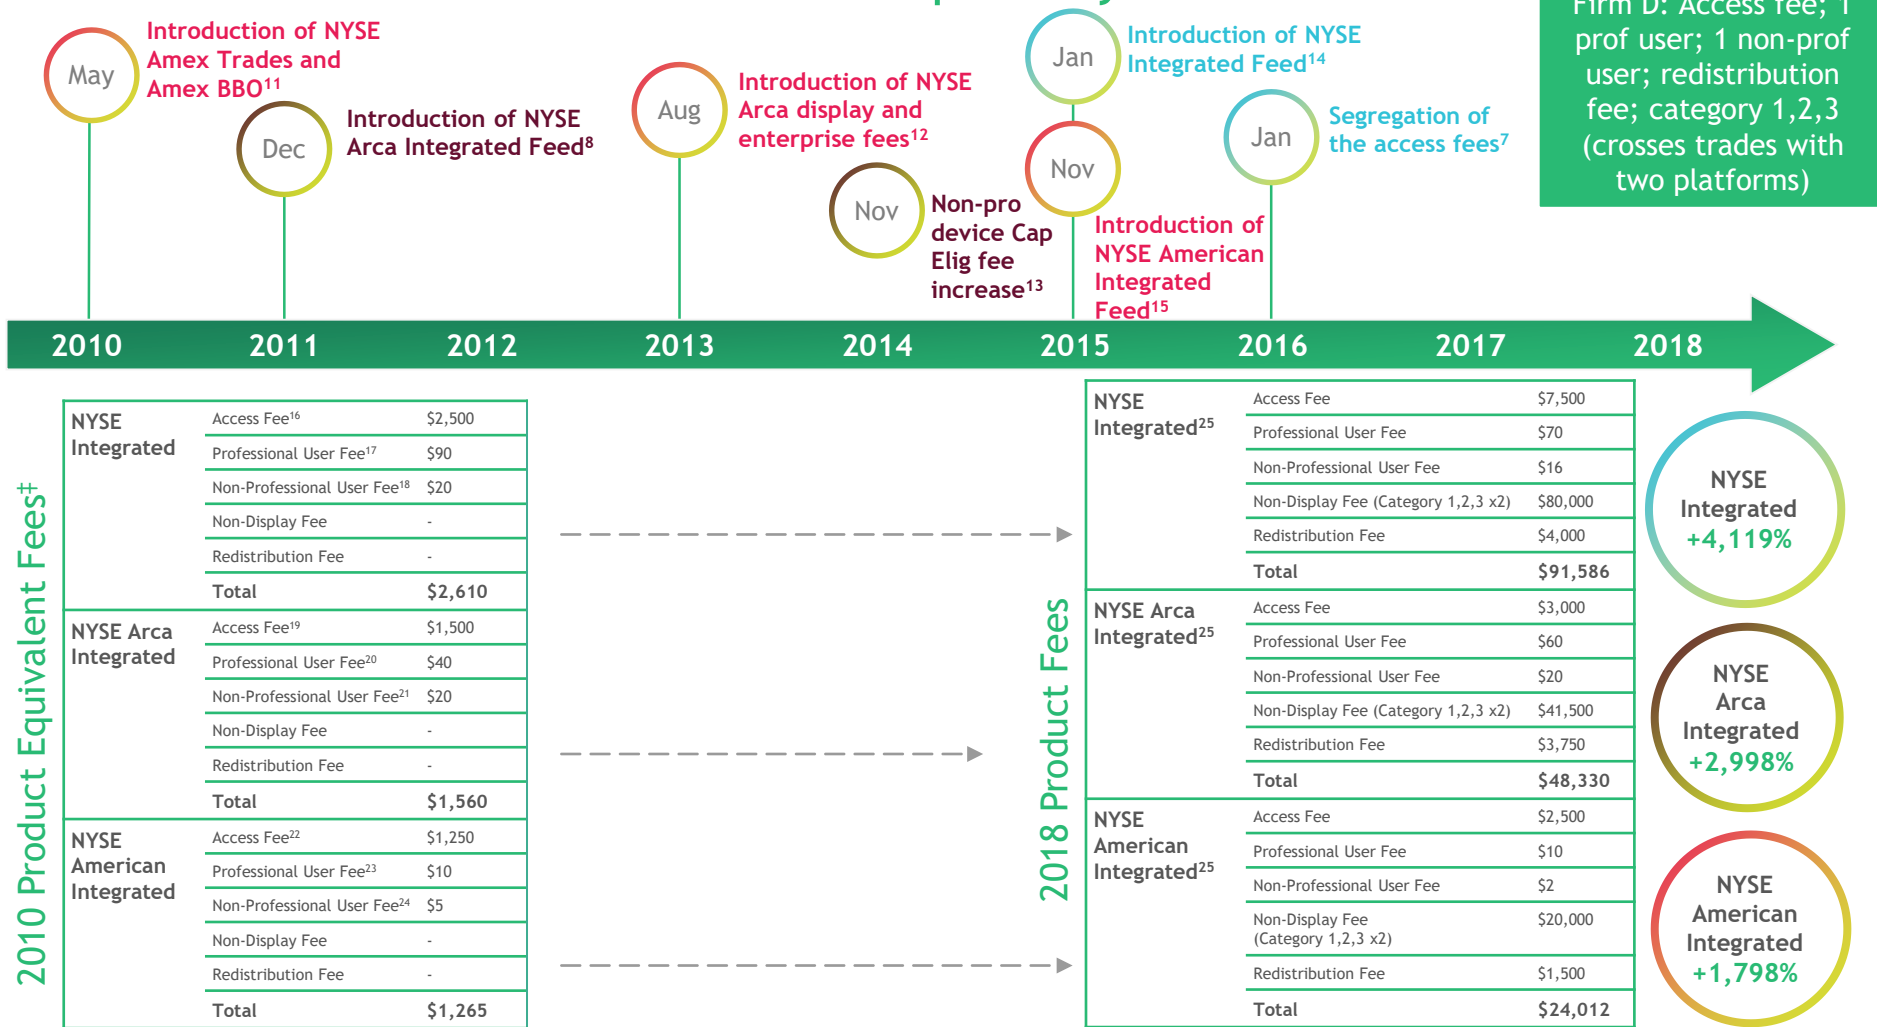 Firm D: Access fee; 1
prof user; 1 non-prof
user; redistribution
fee; category 1,2,3
(crosses trades with
two platforms)
May
Introduction of NYSE
Amex Trades and
Amex BBO¹¹
Dec
Introduction of NYSE
Arca Integrated Feed⁸
Aug
Introduction of NYSE
Arca display and
enterprise fees¹²
Nov
Non-pro
device Cap
Elig fee
increase¹³
Jan
Introduction of NYSE
Integrated Feed¹⁴
Nov
Introduction of
NYSE American
Integrated
Feed¹⁵
Jan
Segregation of
the access fees⁷
2010 2011 2012 2013 2014 2015 2016 2017 2018
2010 Product Equivalent Fees‡
NYSE
Integrated
Access Fee¹⁶ $2,500
Professional User Fee¹⁷ $90
Non-Professional User Fee¹⁸ $20
Non-Display Fee -
Redistribution Fee -
Total $2,610
NYSE Arca
Integrated
Access Fee¹⁹ $1,500
Professional User Fee²⁰ $40
Non-Professional User Fee²¹ $20
Non-Display Fee -
Redistribution Fee -
Total $1,560
NYSE
American
Integrated
Access Fee²² $1,250
Professional User Fee²³ $10
Non-Professional User Fee²⁴ $5
Non-Display Fee -
Redistribution Fee -
Total $1,265
2018 Product Fees
NYSE
Integrated²⁵
Access Fee $7,500
Professional User Fee $70
Non-Professional User Fee $16
Non-Display Fee (Category 1,2,3 x2) $80,000
Redistribution Fee $4,000
Total $91,586
NYSE Arca
Integrated²⁵
Access Fee $3,000
Professional User Fee $60
Non-Professional User Fee $20
Non-Display Fee (Category 1,2,3 x2) $41,500
Redistribution Fee $3,750
Total $48,330
NYSE
American
Integrated²⁵
Access Fee $2,500
Professional User Fee $10
Non-Professional User Fee $2
Non-Display Fee $20,000
(Category 1,2,3 x2)
Redistribution Fee $1,500
Total $24,012
NYSE
Integrated
+4,119%
NYSE
Arca
Integrated
+2,998%
NYSE
American
Integrated
+1,798%